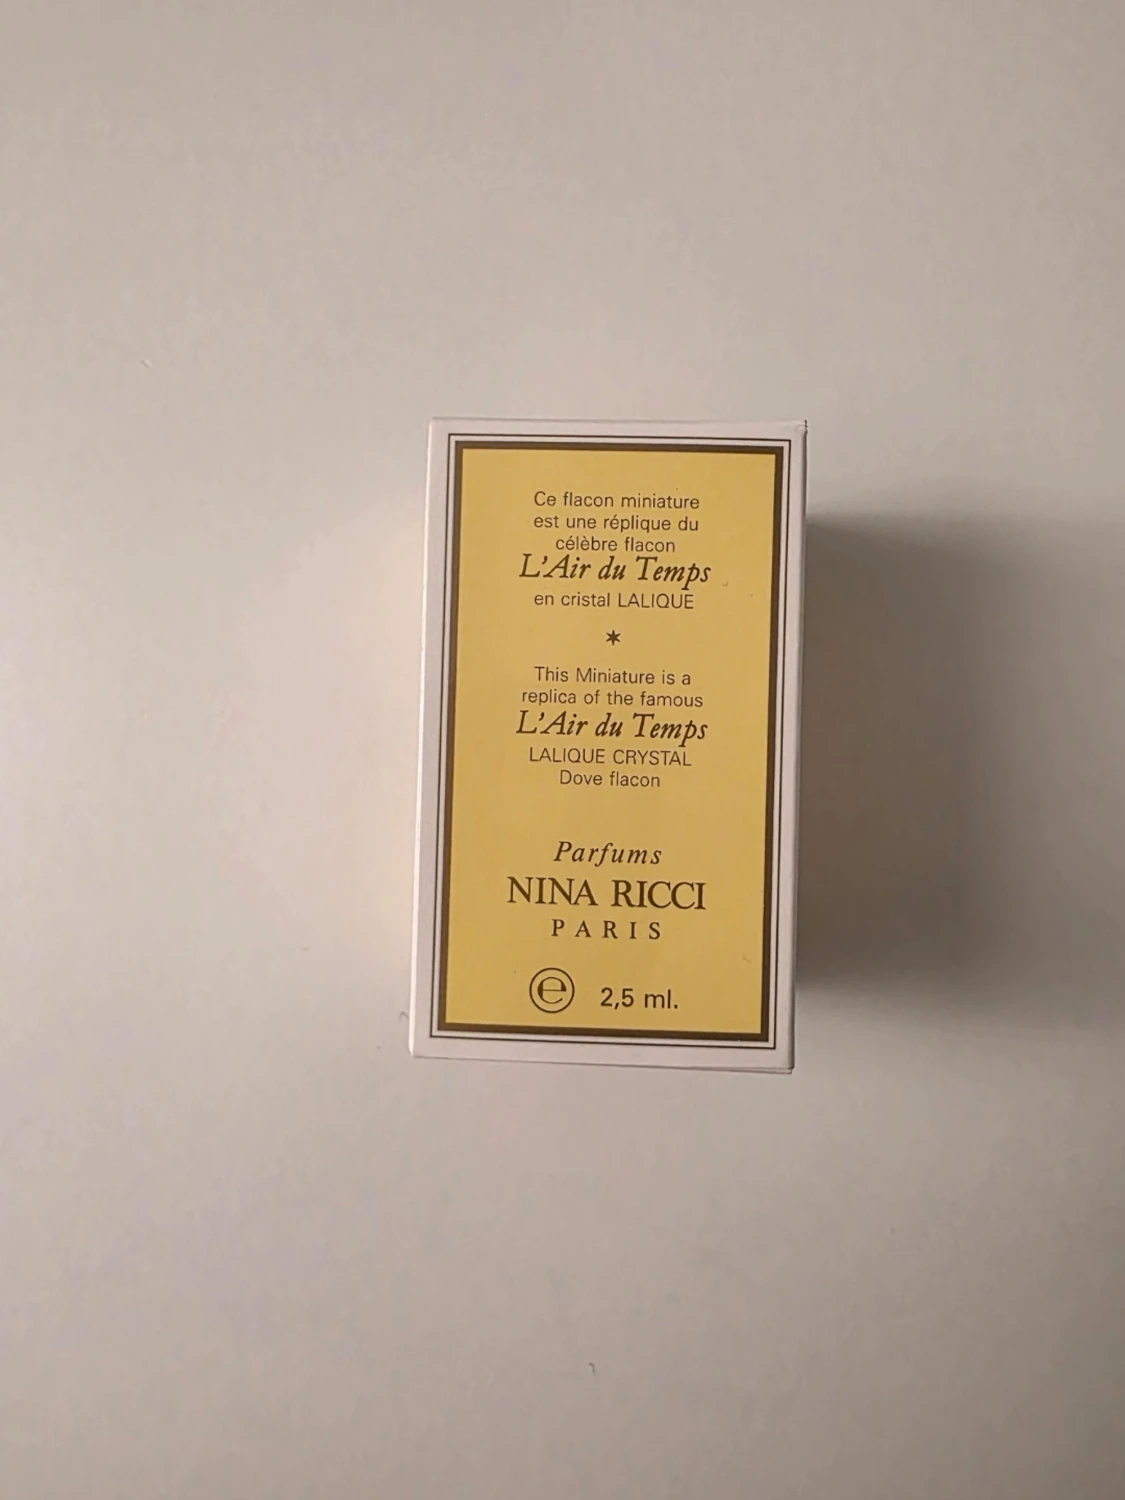 Ce flacon miniature
est une réplique du
célèbre flacon
L'Air du Temps
en cristal LALIQUE
✶
This Miniature is a
replica of the famous
L'Air du Temps
LALIQUE CRYSTAL
Dove flacon
Parfums
NINA RICCI
PARIS
e 2,5 ml.